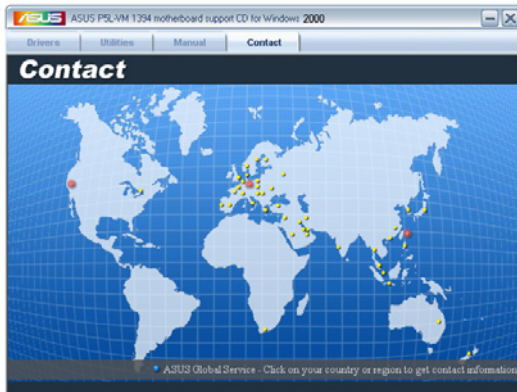 ASUS ASUS P5L-VM 1394 motherboard support CD for Windows 2000
Drivers Utilities Manual Contact
Contact
ASUS Global Service - Click on your country or region to get contact information